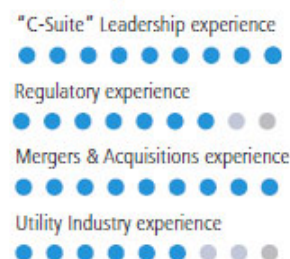 "C-Suite" Leadership experience
Regulatory experience
Mergers & Acquisitions experience
Utility Industry experience